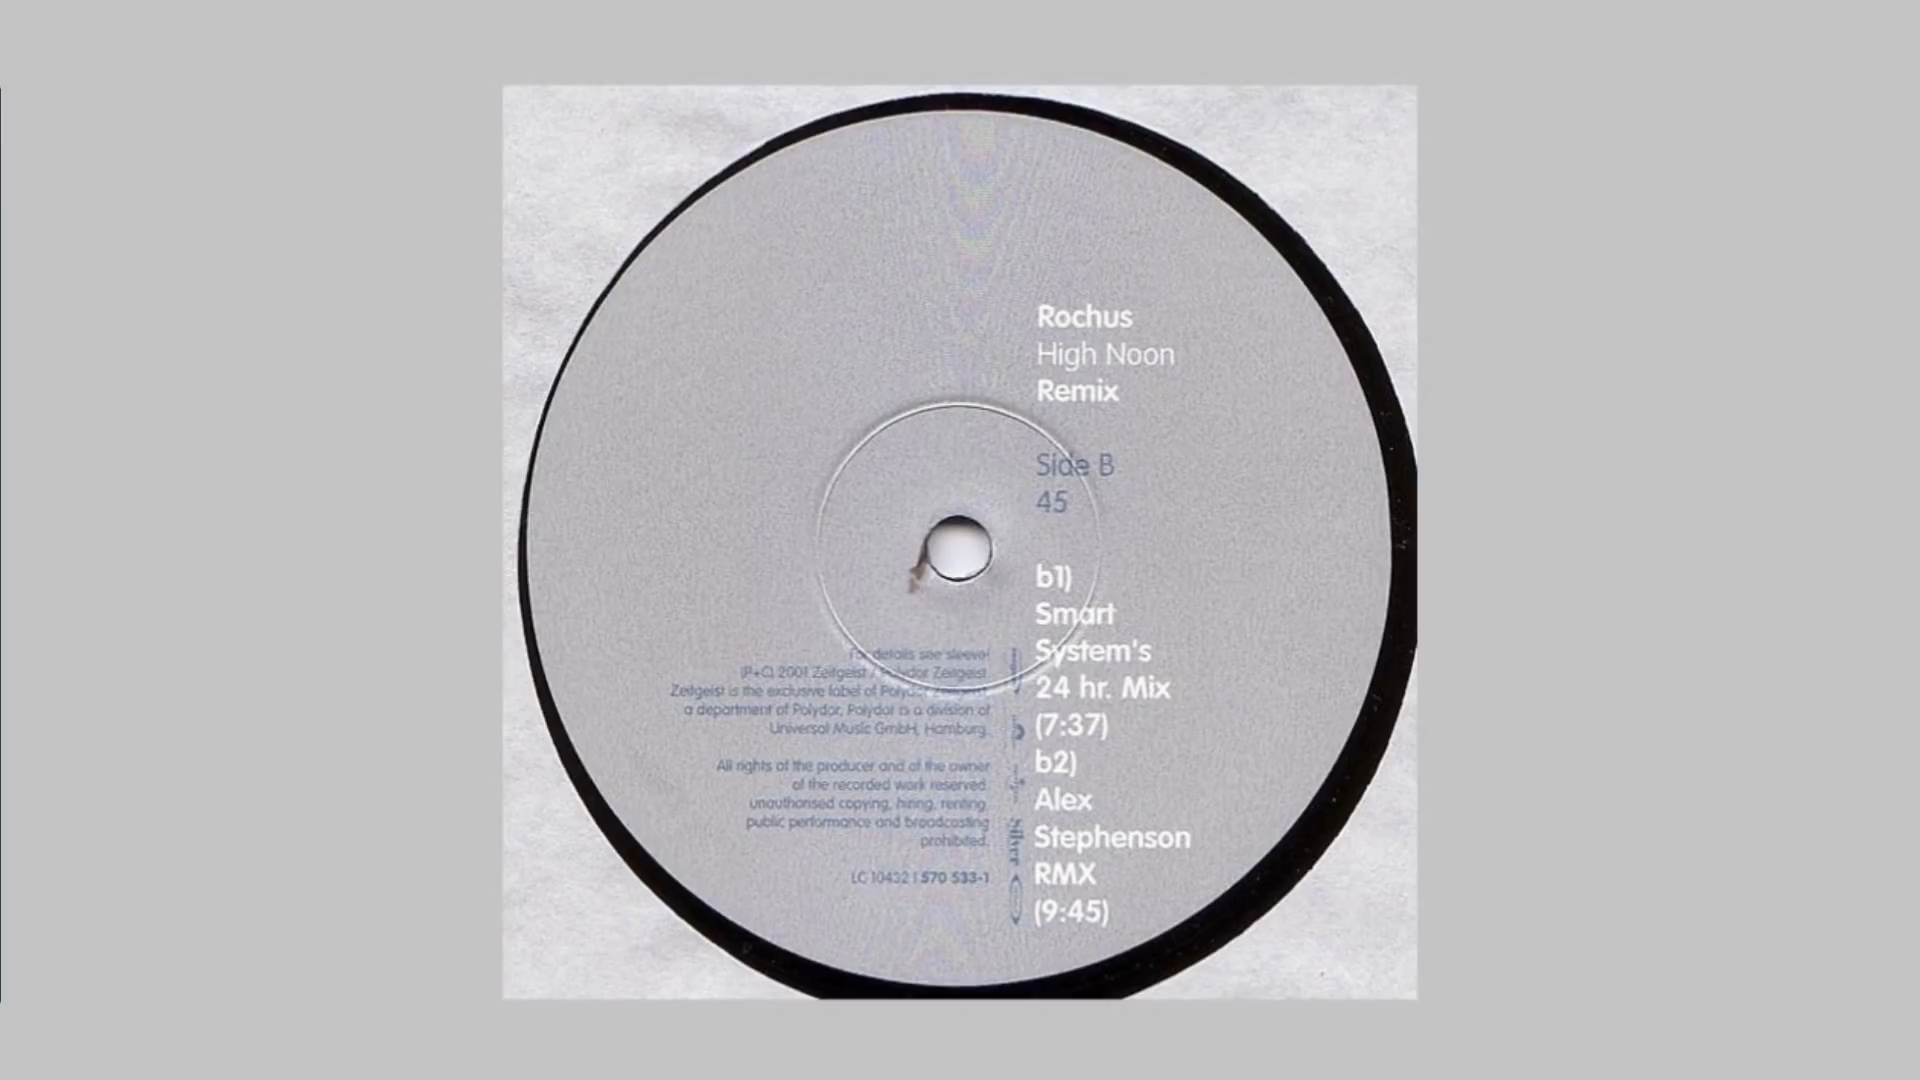 Rochus
High Noon
Remix
Side B
45
b1)
Smart
System's
24 hr. Mix
(7:37)
b2)
Alex
Stephenson
RMX
(9:45)
For details see sleeve!
(P+C) 2001 Zeitgeist / Polydor Zeitgeist.
Zeitgeist is the exclusive label of Polydor Zeitgeist,
a department of Polydor, Polydor is a division of
Universal Music GmbH, Hamburg.
All rights of the producer and of the owner
of the recorded work reserved.
unauthorised copying, hiring, renting,
public performance and broadcasting
prohibited.
LC 10432 | 570 533-1
silver